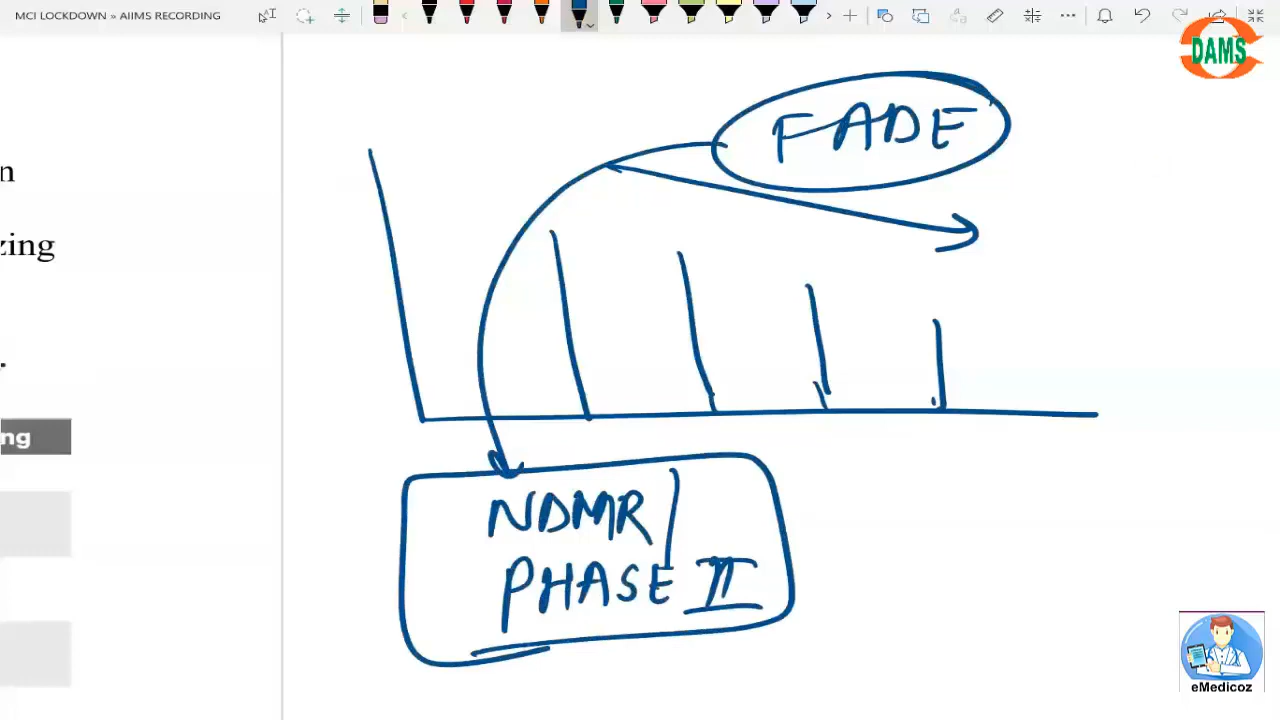 MCI LOCKDOWN » AIIMS RECORDING
DAMS
FADE
n
zing
ng
NDMR/
PHASE II
eMedicoz